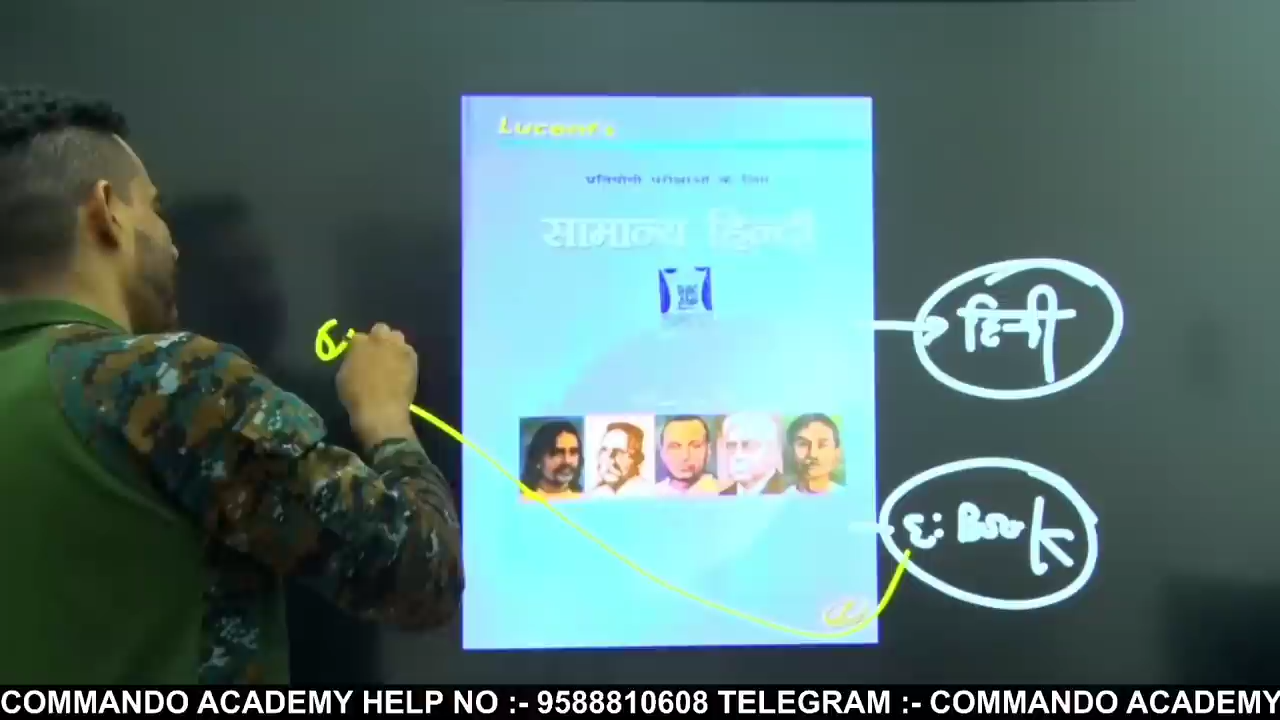 Lucent's
प्रतियोगी परीक्षाओं के लिए
सामान्य हिन्दी
हिन्दी
E: Book
COMMANDO ACADEMY HELP NO :- 9588810608 TELEGRAM :- COMMANDO ACADEMY